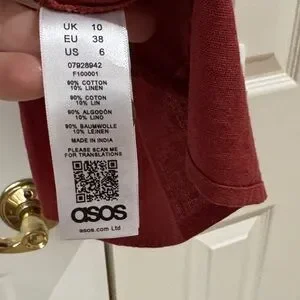 UK 10
EU 38
US 6
07928942
F100001
90% COTTON
10% LINEN
90% COTON
10% LIN
90% ALGODÓN
10% LINO
90% BAUMWOLLE
10% LEINEN
MADE IN INDIA
PLEASE SCAN ME
FOR TRANSLATIONS
asos
asos.com Ltd